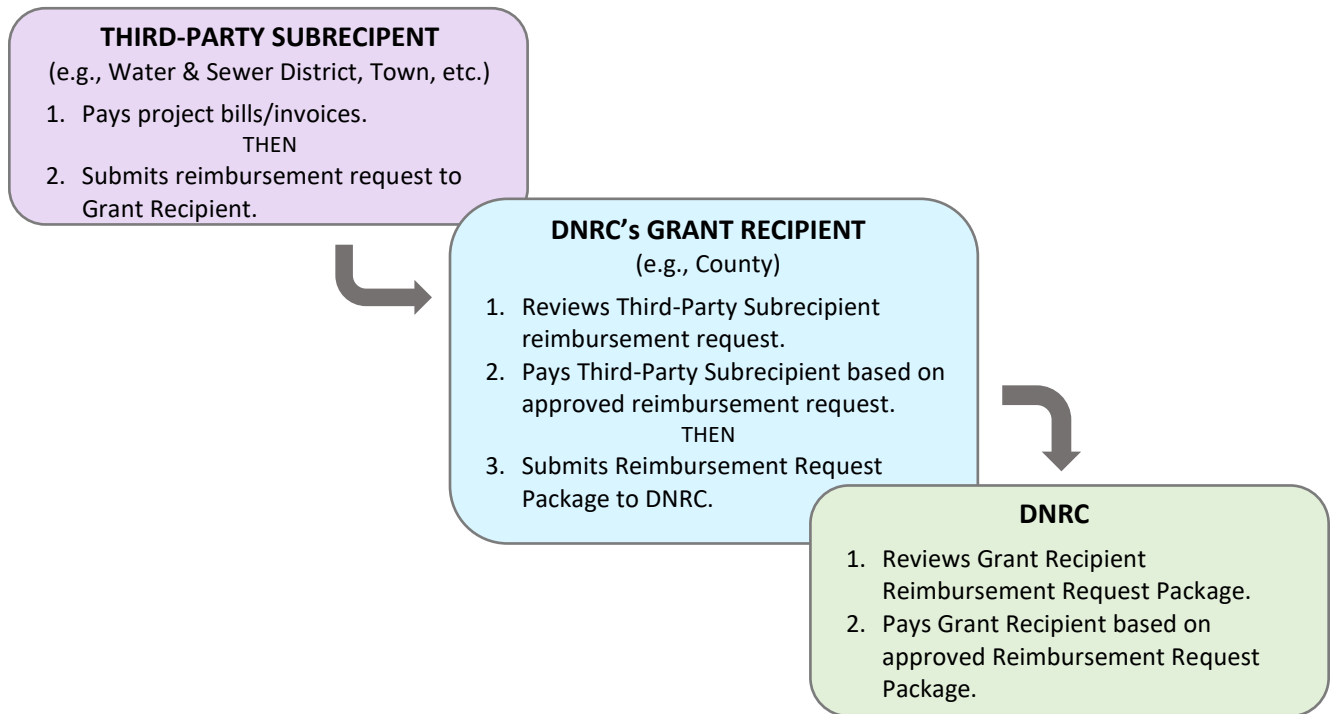 THIRD-PARTY SUBRECIPENT
(e.g., Water & Sewer District, Town, etc.)
1. Pays project bills/invoices.
THEN
2. Submits reimbursement request to
Grant Recipient.
DNRC’s GRANT RECIPIENT
(e.g., County)
1. Reviews Third-Party Subrecipient
reimbursement request.
2. Pays Third-Party Subrecipient based on
approved reimbursement request.
THEN
3. Submits Reimbursement Request
Package to DNRC.
DNRC
1. Reviews Grant Recipient
Reimbursement Request Package.
2. Pays Grant Recipient based on
approved Reimbursement Request
Package.